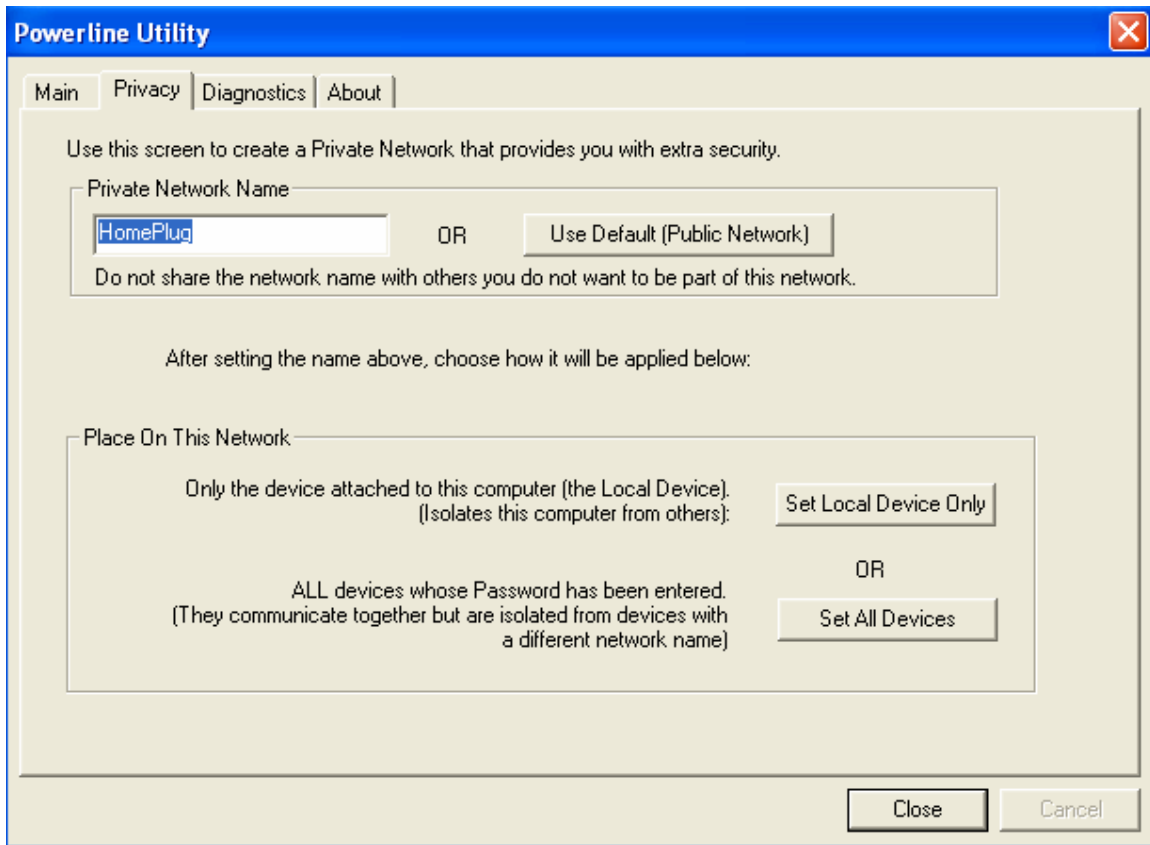 Powerline Utility
Main Privacy Diagnostics About
Use this screen to create a Private Network that provides you with extra security.
Private Network Name
HomePlug OR Use Default (Public Network)
Do not share the network name with others you do not want to be part of this network.
After setting the name above, choose how it will be applied below:
Place On This Network
Only the device attached to this computer (the Local Device).
(Isolates this computer from others):
Set Local Device Only
OR
ALL devices whose Password has been entered.
(They communicate together but are isolated from devices with
a different network name)
Set All Devices
Close Cancel